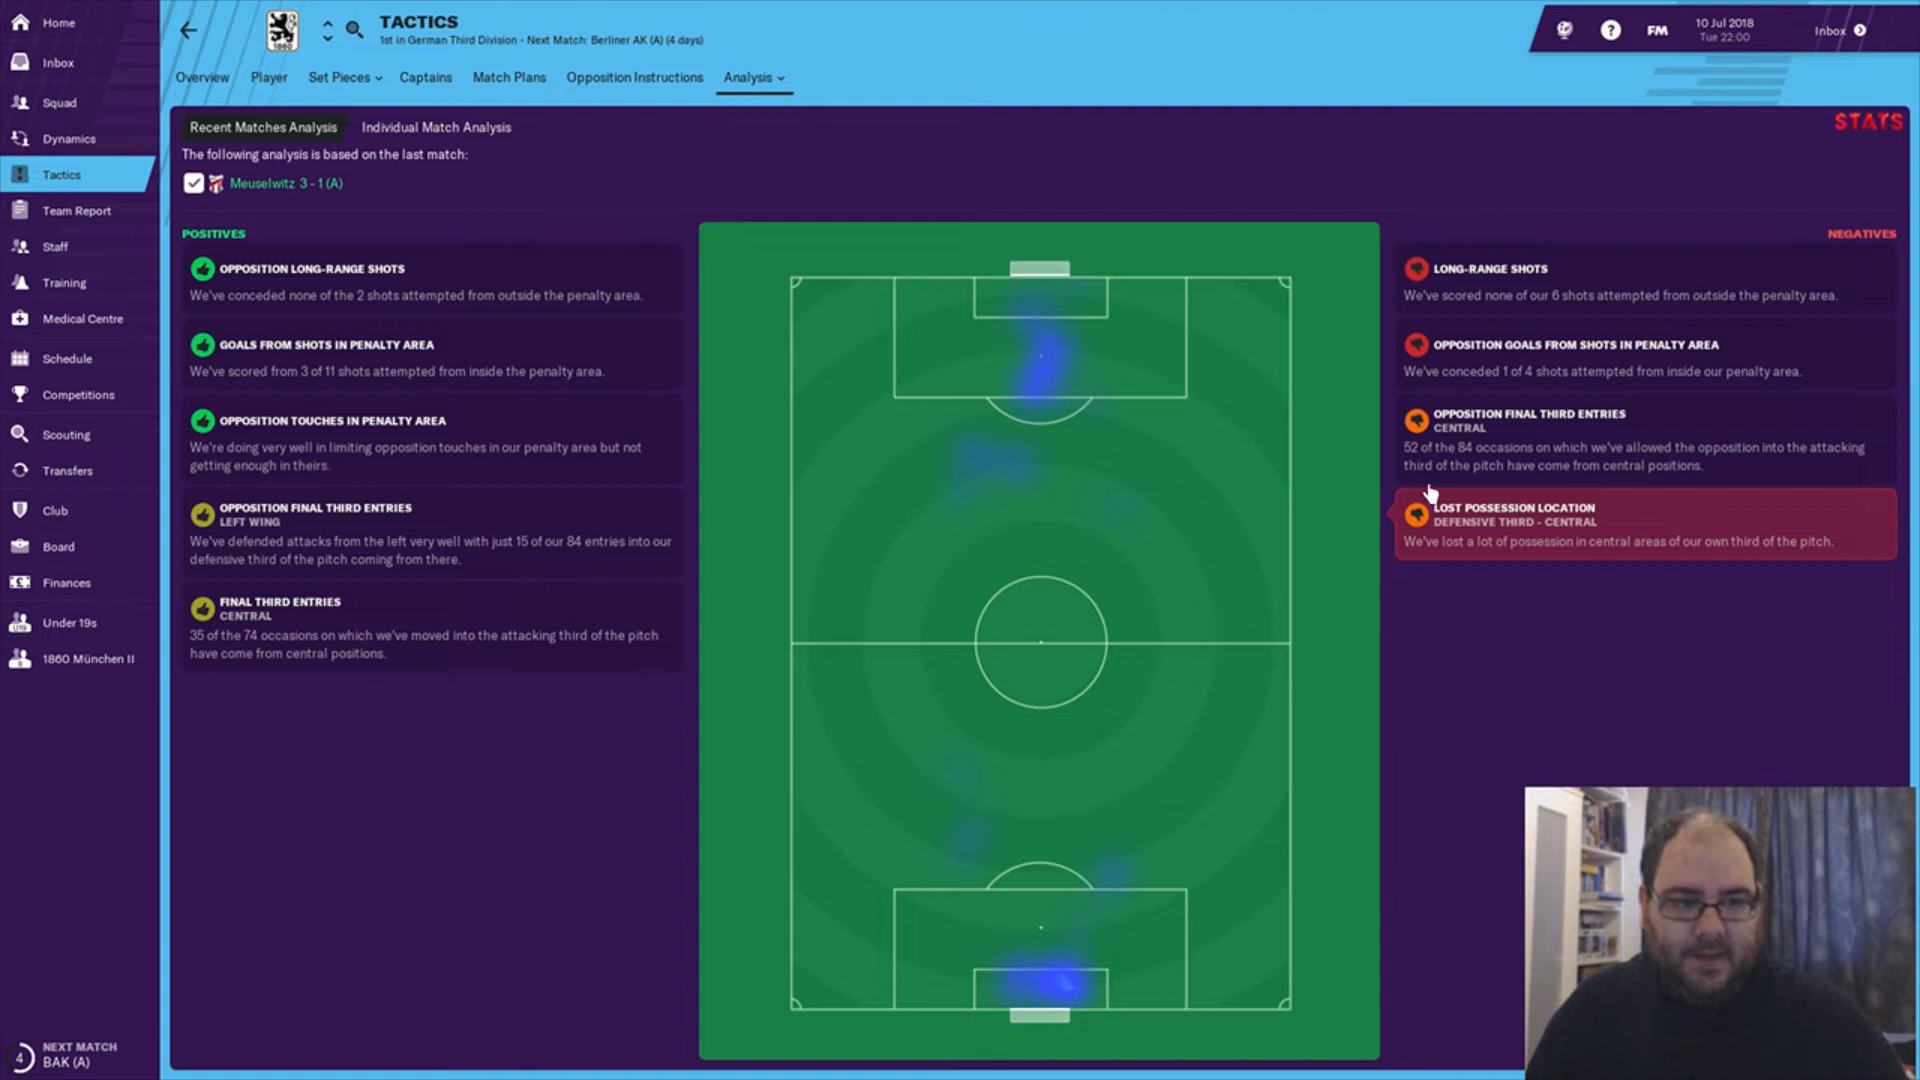 Home
Inbox
Squad
Dynamics
Tactics
Team Report
Staff
Training
Medical Centre
Schedule
Competitions
Scouting
Transfers
Club
Board
Finances
Under 19s
1860 München II
4
NEXT MATCH
BAK (A)
1860
TACTICS
1st in German Third Division - Next Match: Berliner AK (A) (4 days)
FM
10 Jul 2018
Tue 22:00
Inbox
Overview
Player
Set Pieces
Captains
Match Plans
Opposition Instructions
Analysis
Recent Matches Analysis
Individual Match Analysis
STATS
The following analysis is based on the last match:
Meuselwitz 3 - 1 (A)
POSITIVES
OPPOSITION LONG-RANGE SHOTS
We've conceded none of the 2 shots attempted from outside the penalty area.
GOALS FROM SHOTS IN PENALTY AREA
We've scored from 3 of 11 shots attempted from inside the penalty area.
OPPOSITION TOUCHES IN PENALTY AREA
We're doing very well in limiting opposition touches in our penalty area but not
getting enough in theirs.
OPPOSITION FINAL THIRD ENTRIES
LEFT WING
We've defended attacks from the left very well with just 15 of our 84 entries into our
defensive third of the pitch coming from there.
FINAL THIRD ENTRIES
CENTRAL
35 of the 74 occasions on which we've moved into the attacking third of the pitch
have come from central positions.
NEGATIVES
LONG-RANGE SHOTS
We've scored none of our 6 shots attempted from outside the penalty area.
OPPOSITION GOALS FROM SHOTS IN PENALTY AREA
We've conceded 1 of 4 shots attempted from inside our penalty area.
OPPOSITION FINAL THIRD ENTRIES
CENTRAL
52 of the 84 occasions on which we've allowed the opposition into the attacking
third of the pitch have come from central positions.
LOST POSSESSION LOCATION
DEFENSIVE THIRD - CENTRAL
We've lost a lot of possession in central areas of our own third of the pitch.